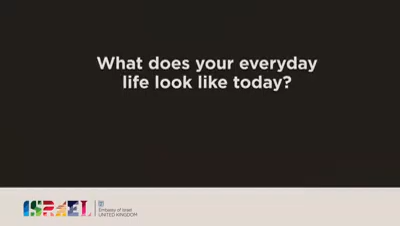 What does your everyday
life look like today?
ISRAEL
Embassy of Israel
UNITED KINGDOM